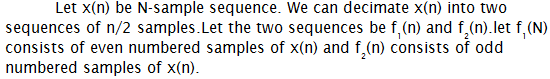 Let x(n) be N-sample sequence. We can decimate x(n) into two
sequences of n/2 samples.Let the two sequences be f₁(n) and f₂(n).let f₁(N)
consists of even numbered samples of x(n) and f₂(n) consists of odd
numbered samples of x(n).